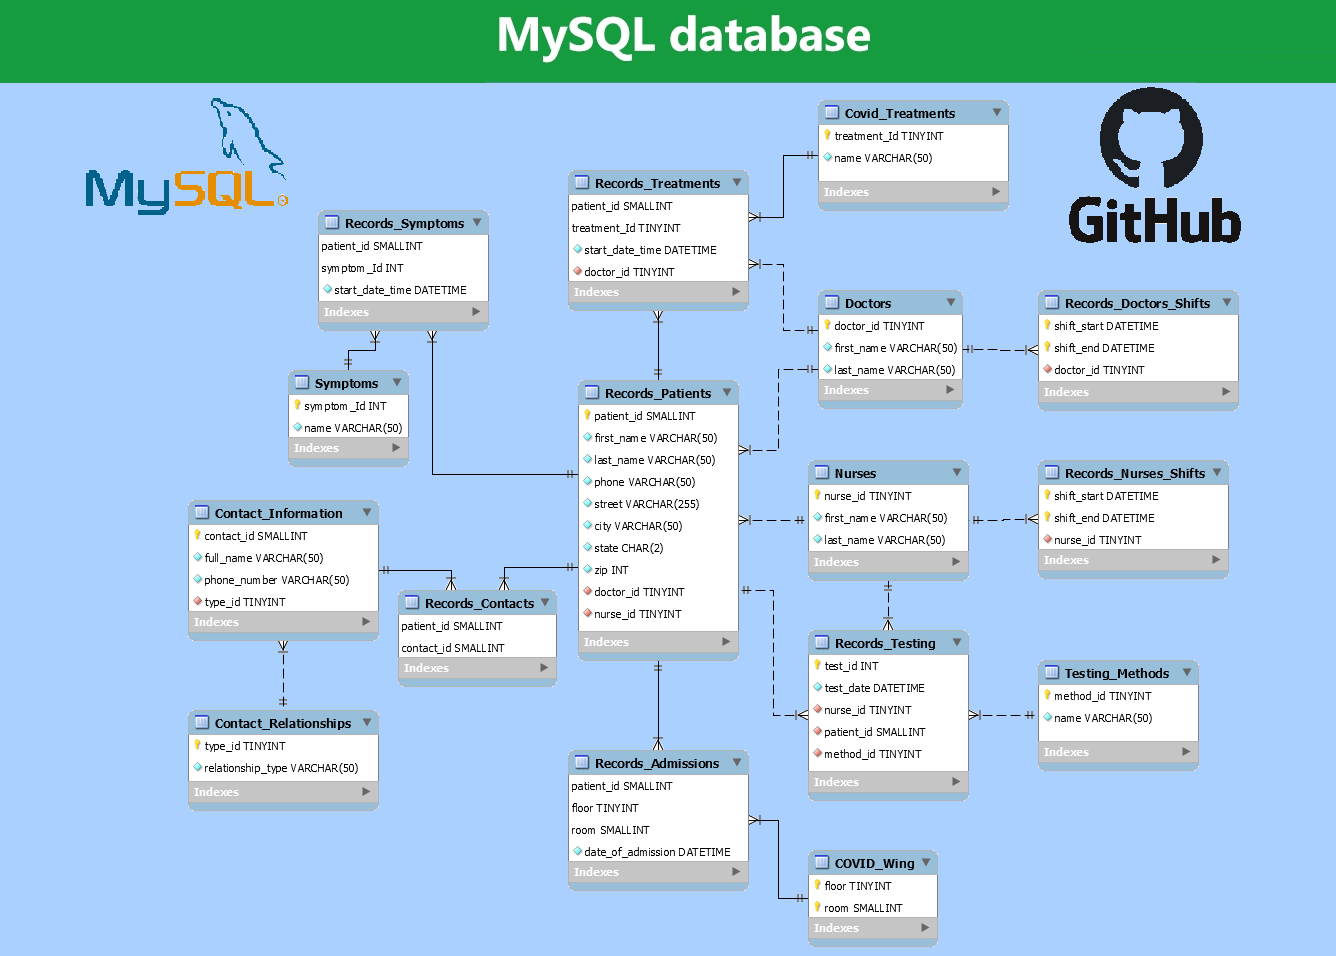 MySQL database
MySQL®
GitHub
Covid_Treatments
treatment_Id TINYINT
name VARCHAR(50)
Indexes
Records_Treatments
patient_id SMALLINT
treatment_Id TINYINT
start_date_time DATETIME
doctor_id TINYINT
Indexes
Records_Symptoms
patient_id SMALLINT
symptom_Id INT
start_date_time DATETIME
Indexes
Doctors
doctor_id TINYINT
first_name VARCHAR(50)
last_name VARCHAR(50)
Indexes
Records_Doctors_Shifts
shift_start DATETIME
shift_end DATETIME
doctor_id TINYINT
Indexes
Symptoms
symptom_Id INT
name VARCHAR(50)
Indexes
Records_Patients
patient_id SMALLINT
first_name VARCHAR(50)
last_name VARCHAR(50)
phone VARCHAR(50)
street VARCHAR(255)
city VARCHAR(50)
state CHAR(2)
zip INT
doctor_id TINYINT
nurse_id TINYINT
Indexes
Nurses
nurse_id TINYINT
first_name VARCHAR(50)
last_name VARCHAR(50)
Indexes
Records_Nurses_Shifts
shift_start DATETIME
shift_end DATETIME
nurse_id TINYINT
Indexes
Contact_Information
contact_id SMALLINT
full_name VARCHAR(50)
phone_number VARCHAR(50)
type_id TINYINT
Indexes
Records_Contacts
patient_id SMALLINT
contact_id SMALLINT
Indexes
Records_Testing
test_id INT
test_date DATETIME
nurse_id TINYINT
patient_id SMALLINT
method_id TINYINT
Indexes
Testing_Methods
method_id TINYINT
name VARCHAR(50)
Indexes
Contact_Relationships
type_id TINYINT
relationship_type VARCHAR(50)
Indexes
Records_Admissions
patient_id SMALLINT
floor TINYINT
room SMALLINT
date_of_admission DATETIME
Indexes
COVID_Wing
floor TINYINT
room SMALLINT
Indexes